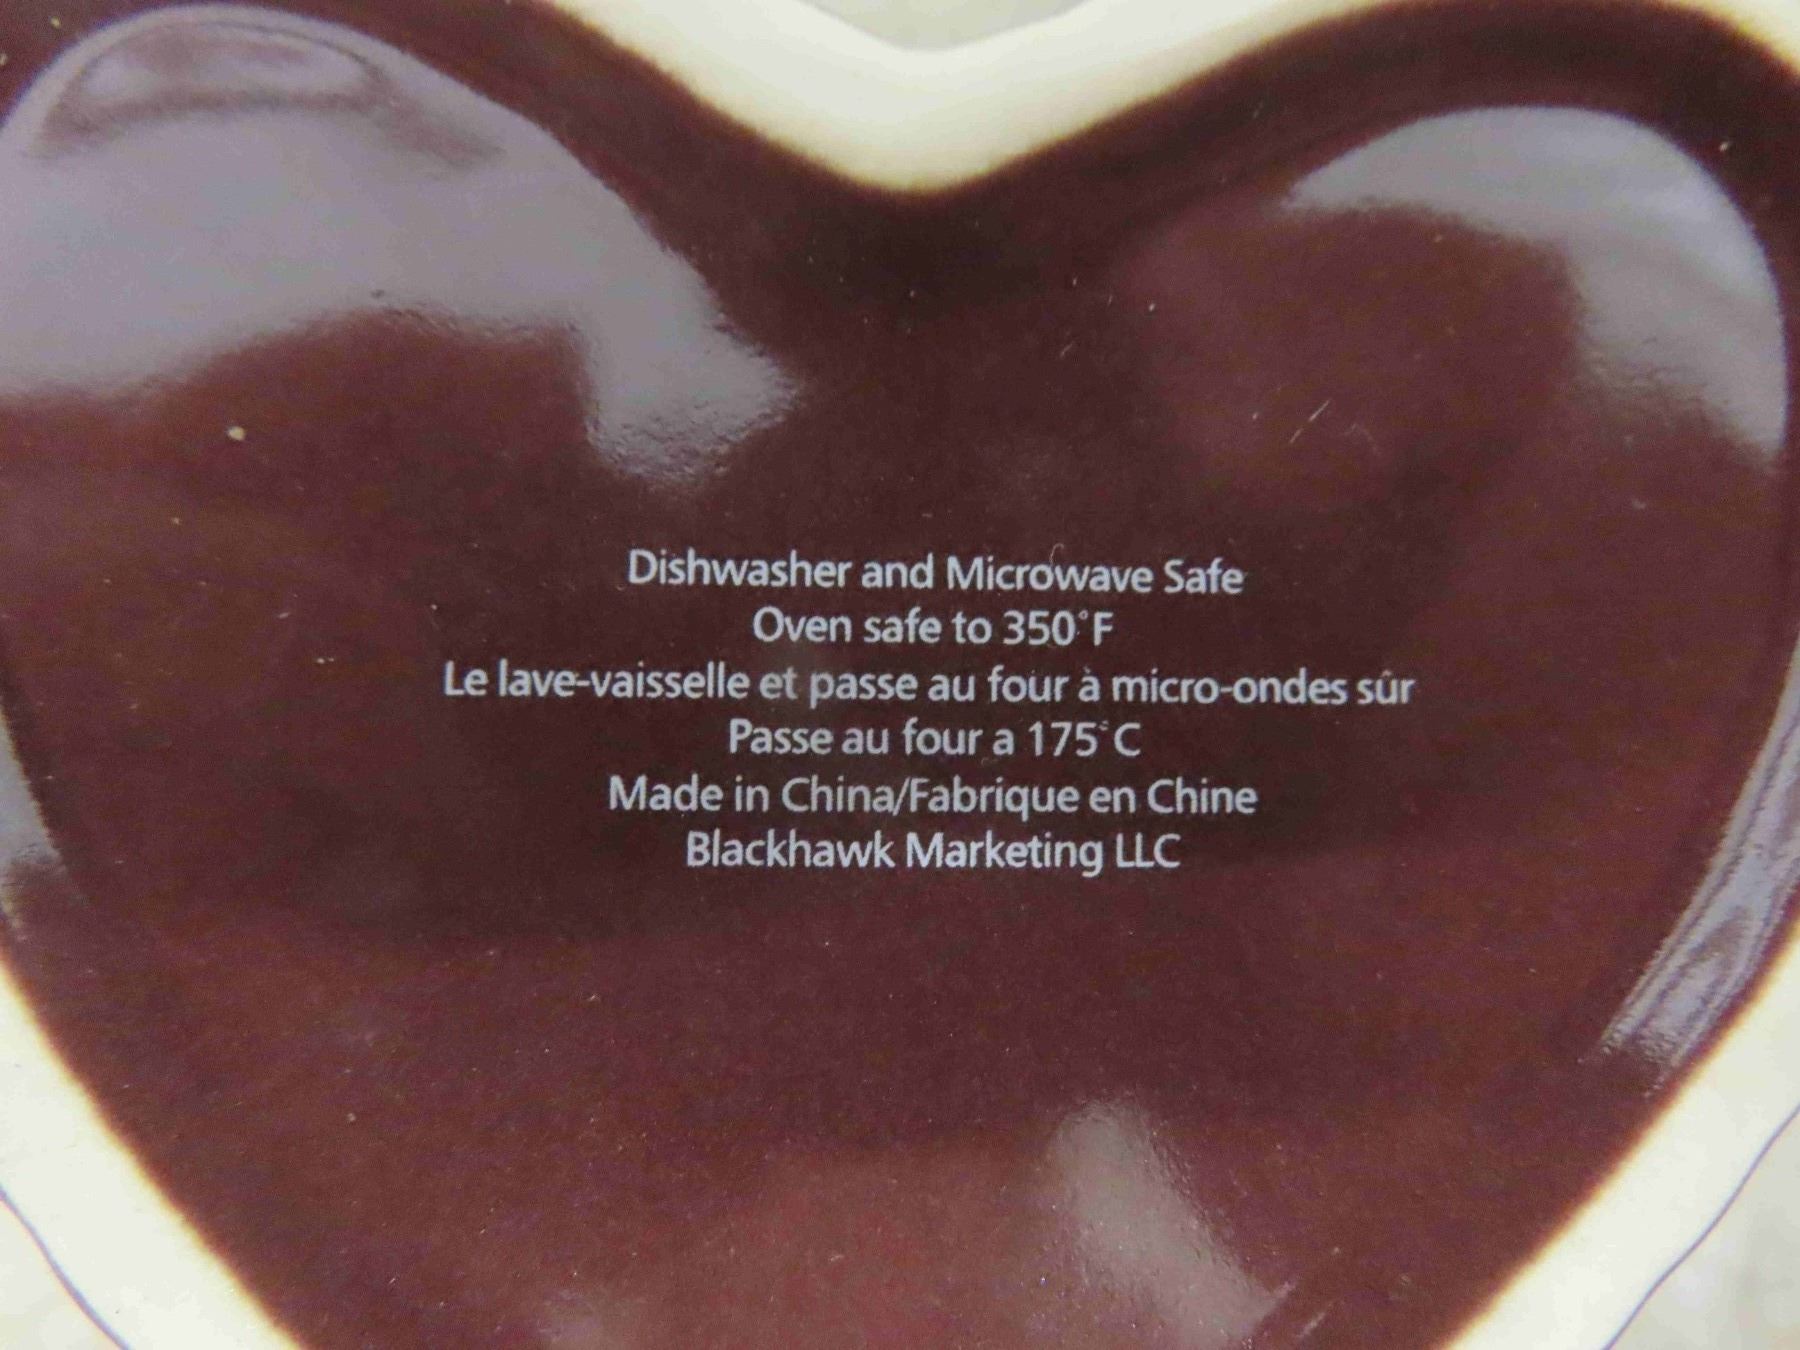 Dishwasher and Microwave Safe
Oven safe to 350°F
Le lave-vaisselle et passe au four à micro-ondes sûr
Passe au four a 175°C
Made in China/Fabrique en Chine
Blackhawk Marketing LLC